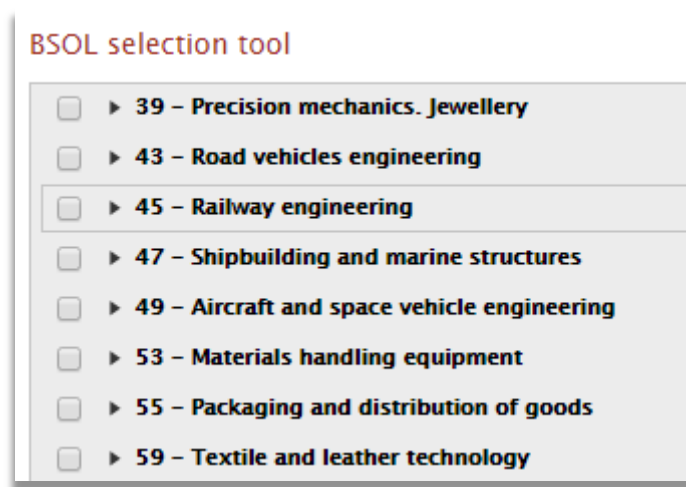 BSOL selection tool
39 – Precision mechanics. Jewellery
43 – Road vehicles engineering
45 – Railway engineering
47 – Shipbuilding and marine structures
49 – Aircraft and space vehicle engineering
53 – Materials handling equipment
55 – Packaging and distribution of goods
59 – Textile and leather technology